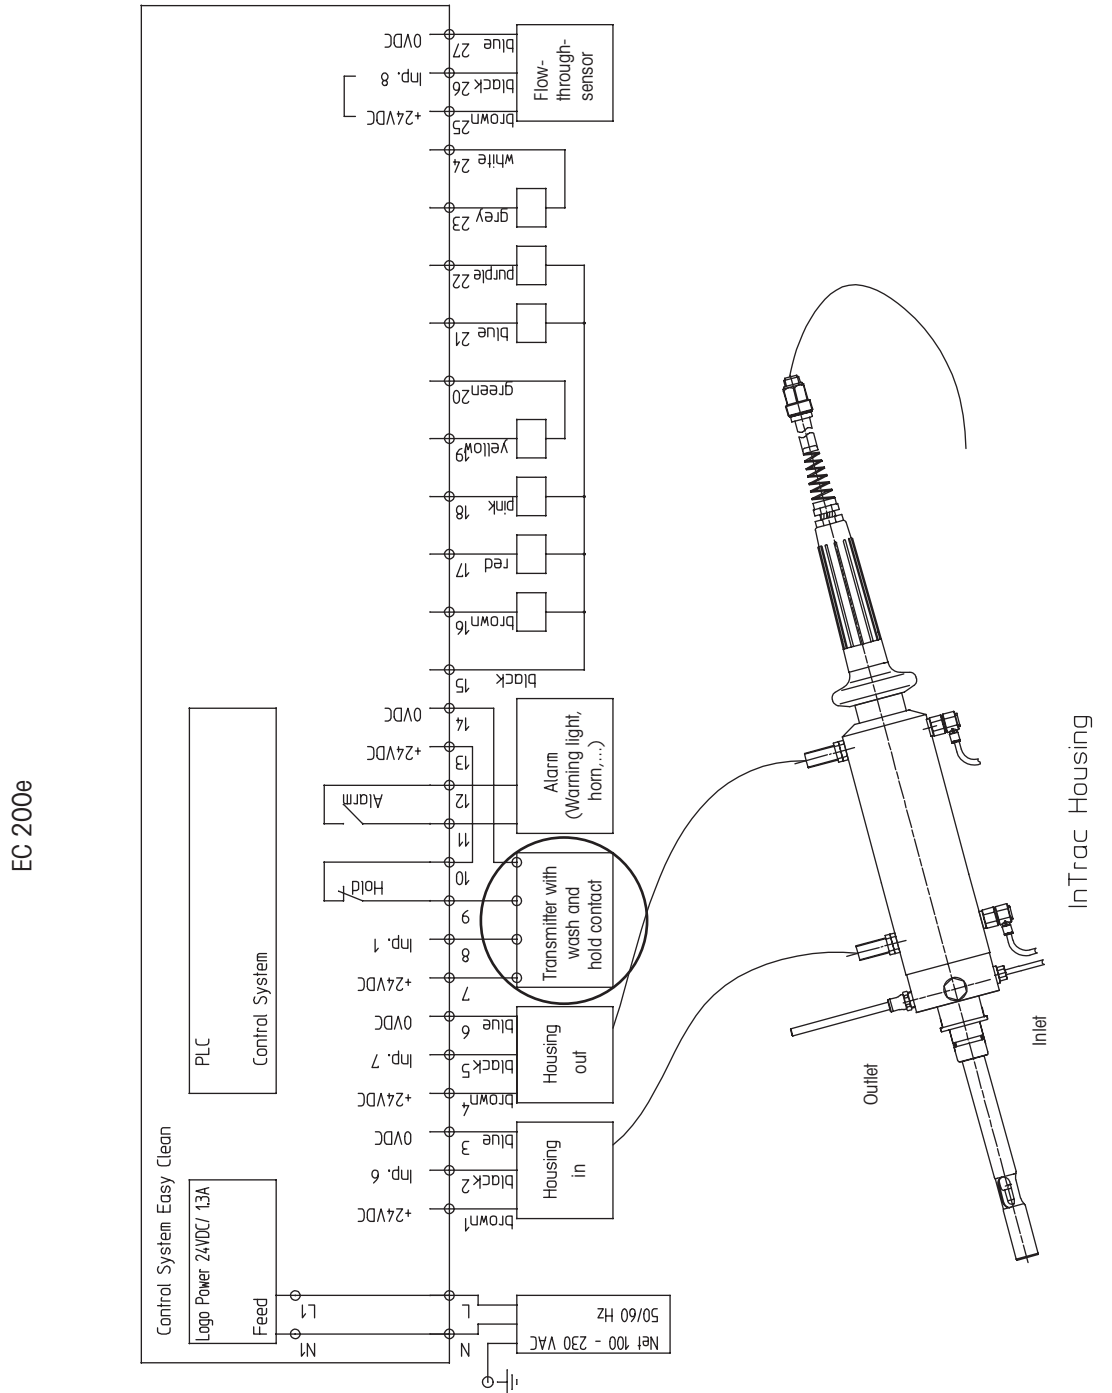 EC 200e
Control System Easy Clean
Logo Power 24VDC/ 1.3A
Feed
PLC
Control System
L1
N1
L
N
Net 100 - 230 VAC
50/60 Hz
0VDC
27
blue
Inp. 8
26
black
+24VDC
25
brown
Flow-
through-
sensor
24
white
23
grey
22
purple
21
blue
20
green
19
yellow
18
pink
17
red
16
brown
15
black
0VDC
14
+24VDC
13
12
Alarm
11
Alarm
(Warning light,
horn,...)
10
Hold
9
Inp. 1
8
+24VDC
7
Transmitter with
wash and
hold contact
0VDC
6
blue
Inp. 7
5
black
+24VDC
4
brown
Housing
out
0VDC
3
blue
Inp. 6
2
black
+24VDC
1
brown
Housing
in
Outlet
Inlet
InTrac Housing